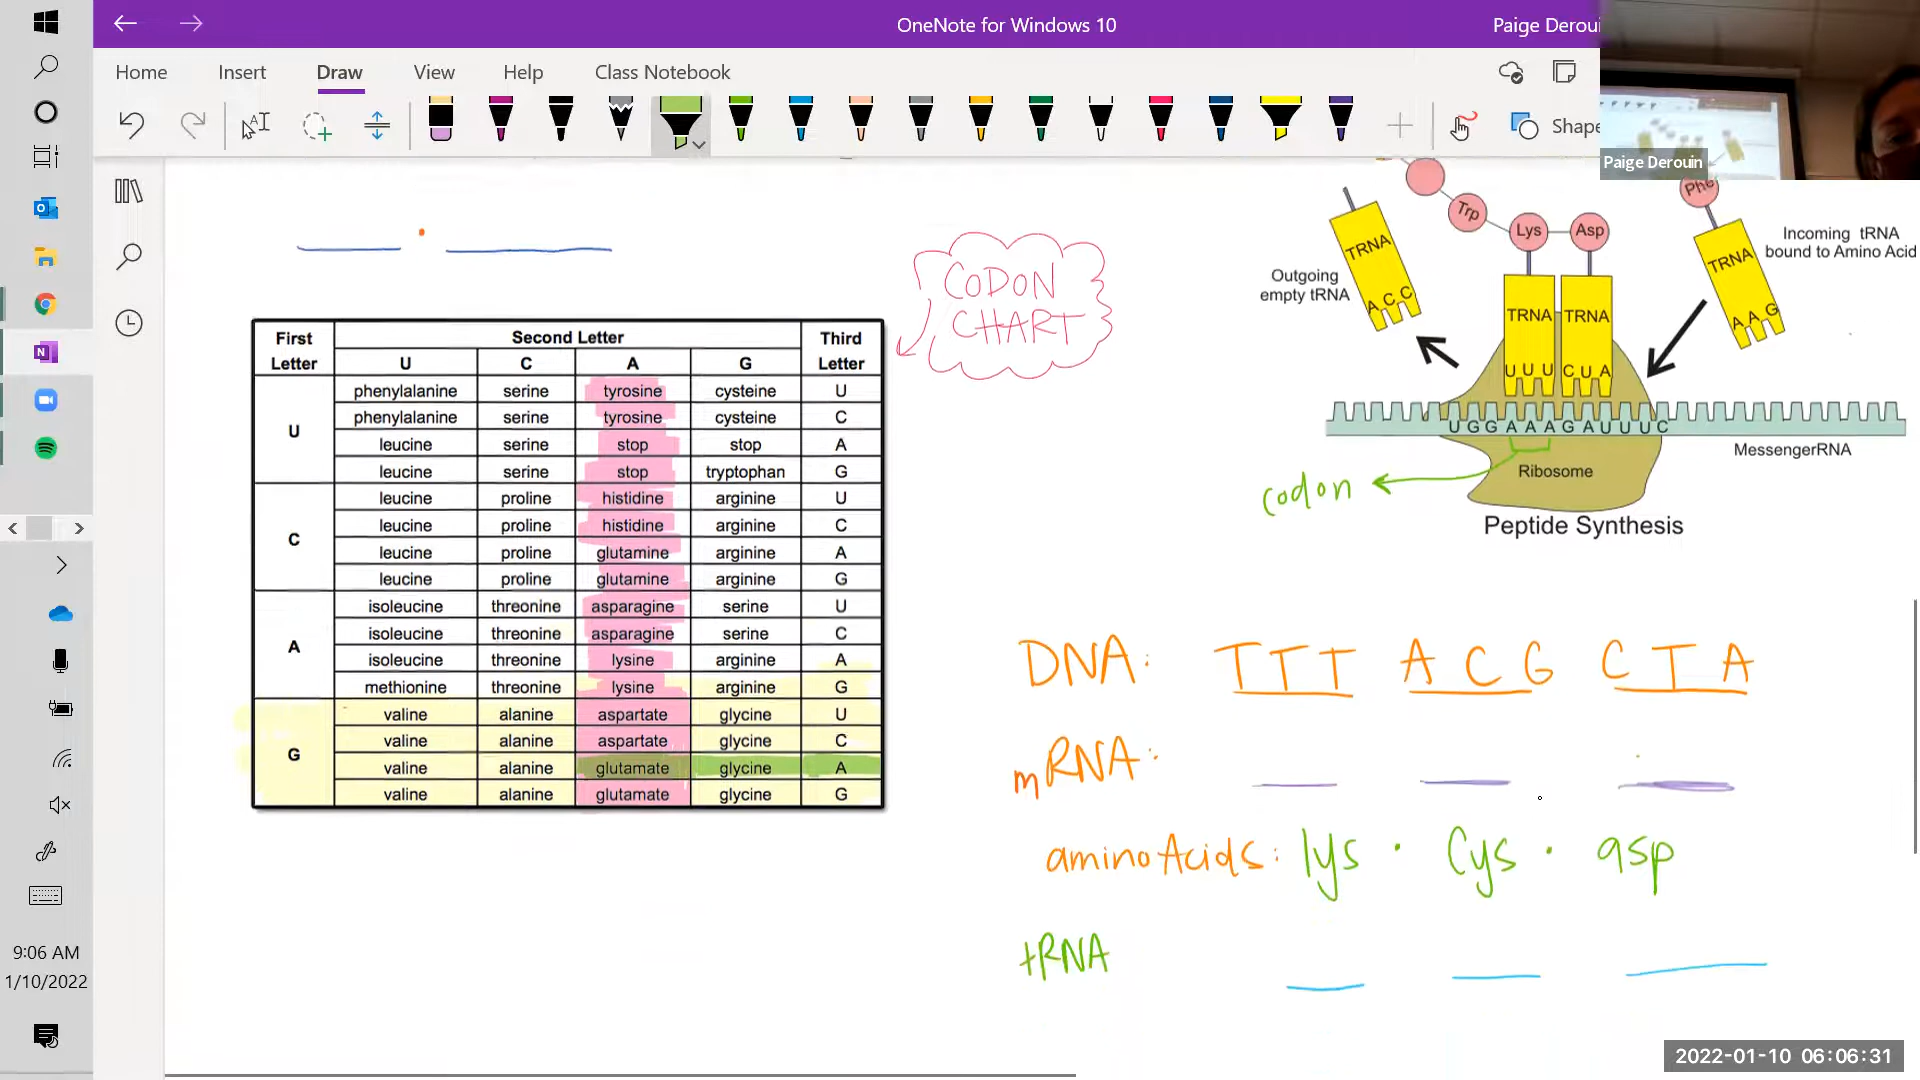 OneNote for Windows 10
Paige Deroui
Home Insert Draw View Help Class Notebook
Shape
Paige Derouin
CODON
CHART
First Letter Second Letter Third Letter
U C A G
U phenylalanine serine tyrosine cysteine U
phenylalanine serine tyrosine cysteine C
leucine serine stop stop A
leucine serine stop tryptophan G
C leucine proline histidine arginine U
leucine proline histidine arginine C
leucine proline glutamine arginine A
leucine proline glutamine arginine G
A isoleucine threonine asparagine serine U
isoleucine threonine asparagine serine C
isoleucine threonine lysine arginine A
methionine threonine lysine arginine G
G valine alanine aspartate glycine U
valine alanine aspartate glycine C
valine alanine glutamate glycine A
valine alanine glutamate glycine G
Trp Lys Asp Phe
Outgoing
empty tRNA
Incoming tRNA
bound to Amino Acid
TRNA
ACC
TRNA
UUU
TRNA
CUA
TRNA
AAG
UGGAAAGAUUUC
MessengerRNA
Ribosome
codon
Peptide Synthesis
DNA: TTT ACG CTA
mRNA:
aminoAcids: lys · Cys · asp
tRNA
9:06 AM
1/10/2022
2022-01-10 06:06:31